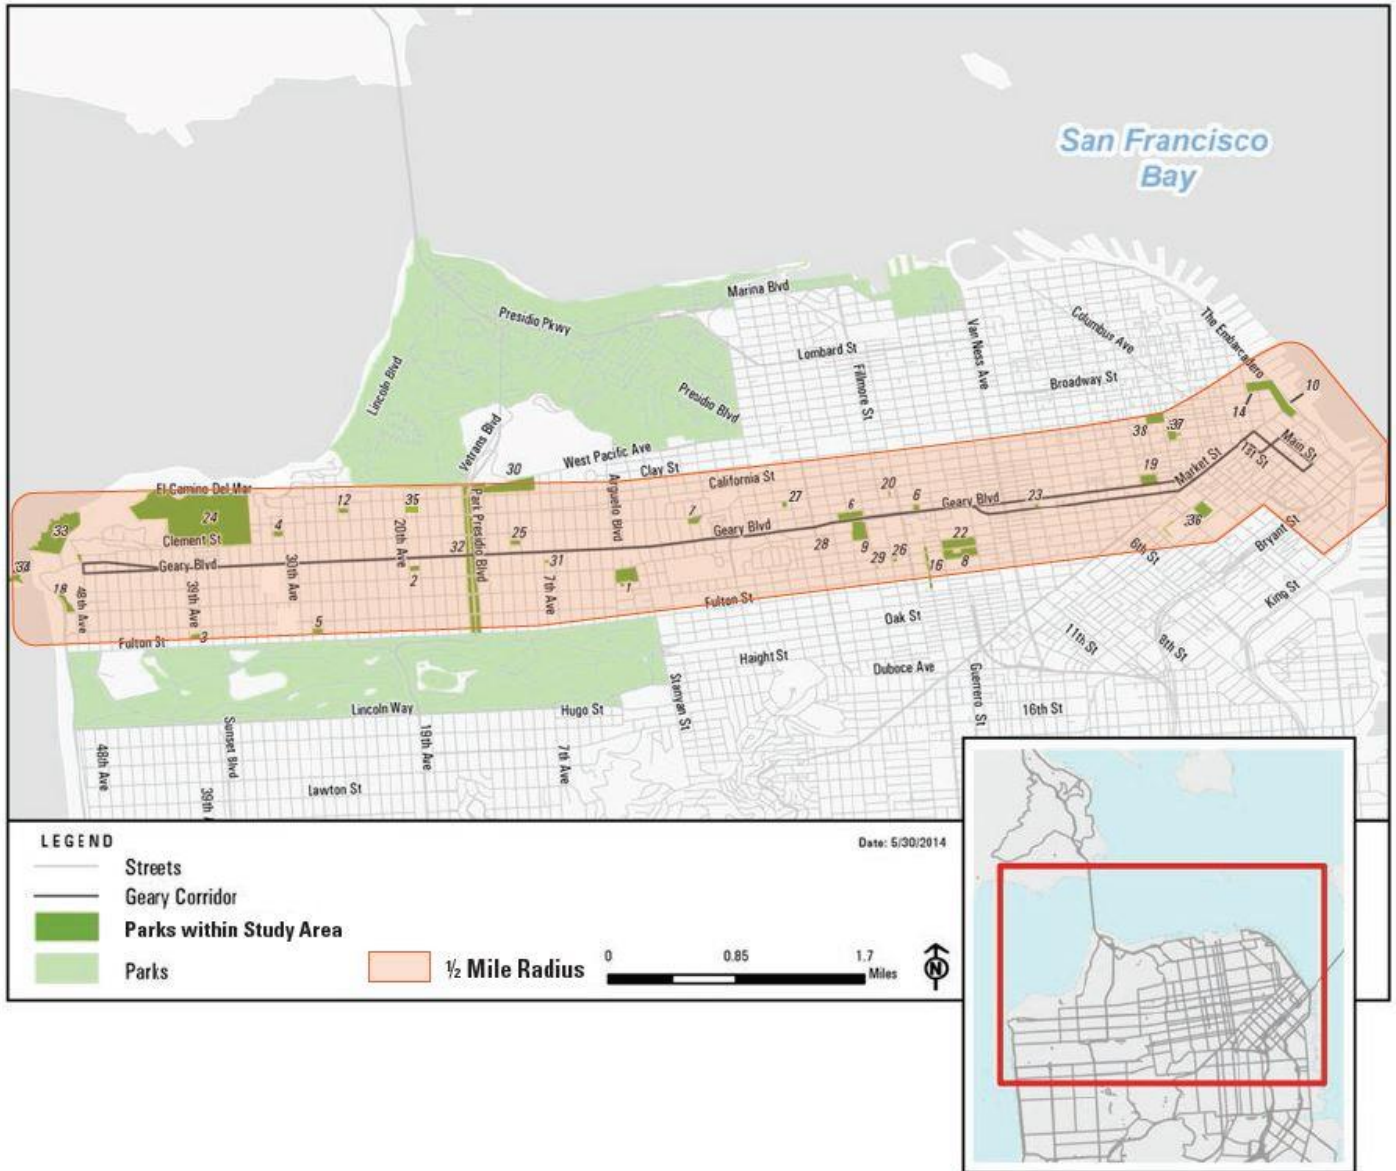 San Francisco
Bay
Marina Blvd
Presidio Pkwy
The Embarcadero
Columbus Ave
Van Ness Ave
Lombard St
Lincoln Blvd
Fillmore St
Broadway St
Presidio Blvd
10
14
Vetrans Blvd
38
37
Main St
West Pacific Ave
1st St
30
Clay St
19
Market St
California St
El Camino Del Mar
12
35
Park Presidio Blvd
Arguelo Blvd
27
20
6
Geary Blvd
23
24
4
7
6
36
33
Clement St
20th Ave
25
Geary Blvd
22
Bryant St
32
28
9
26
6th St
Geary Blvd
30th Ave
31
29
16
8
18
48th Ave
39th Ave
2
7th Ave
1
King St
Fulton St
5
Oak St
Fulton St
3
11th St
8th St
Haight St
Duboce Ave
Stanyan St
Guerrero St
Lincoln Way
Hugo St
16th St
48th Ave
Sunset Blvd
19th Ave
7th Ave
39th A
Lawton St
LEGEND
Date: 5/30/2014
Streets
Geary Corridor
Parks within Study Area
Parks
½ Mile Radius
0 0.85 1.7
Miles
N